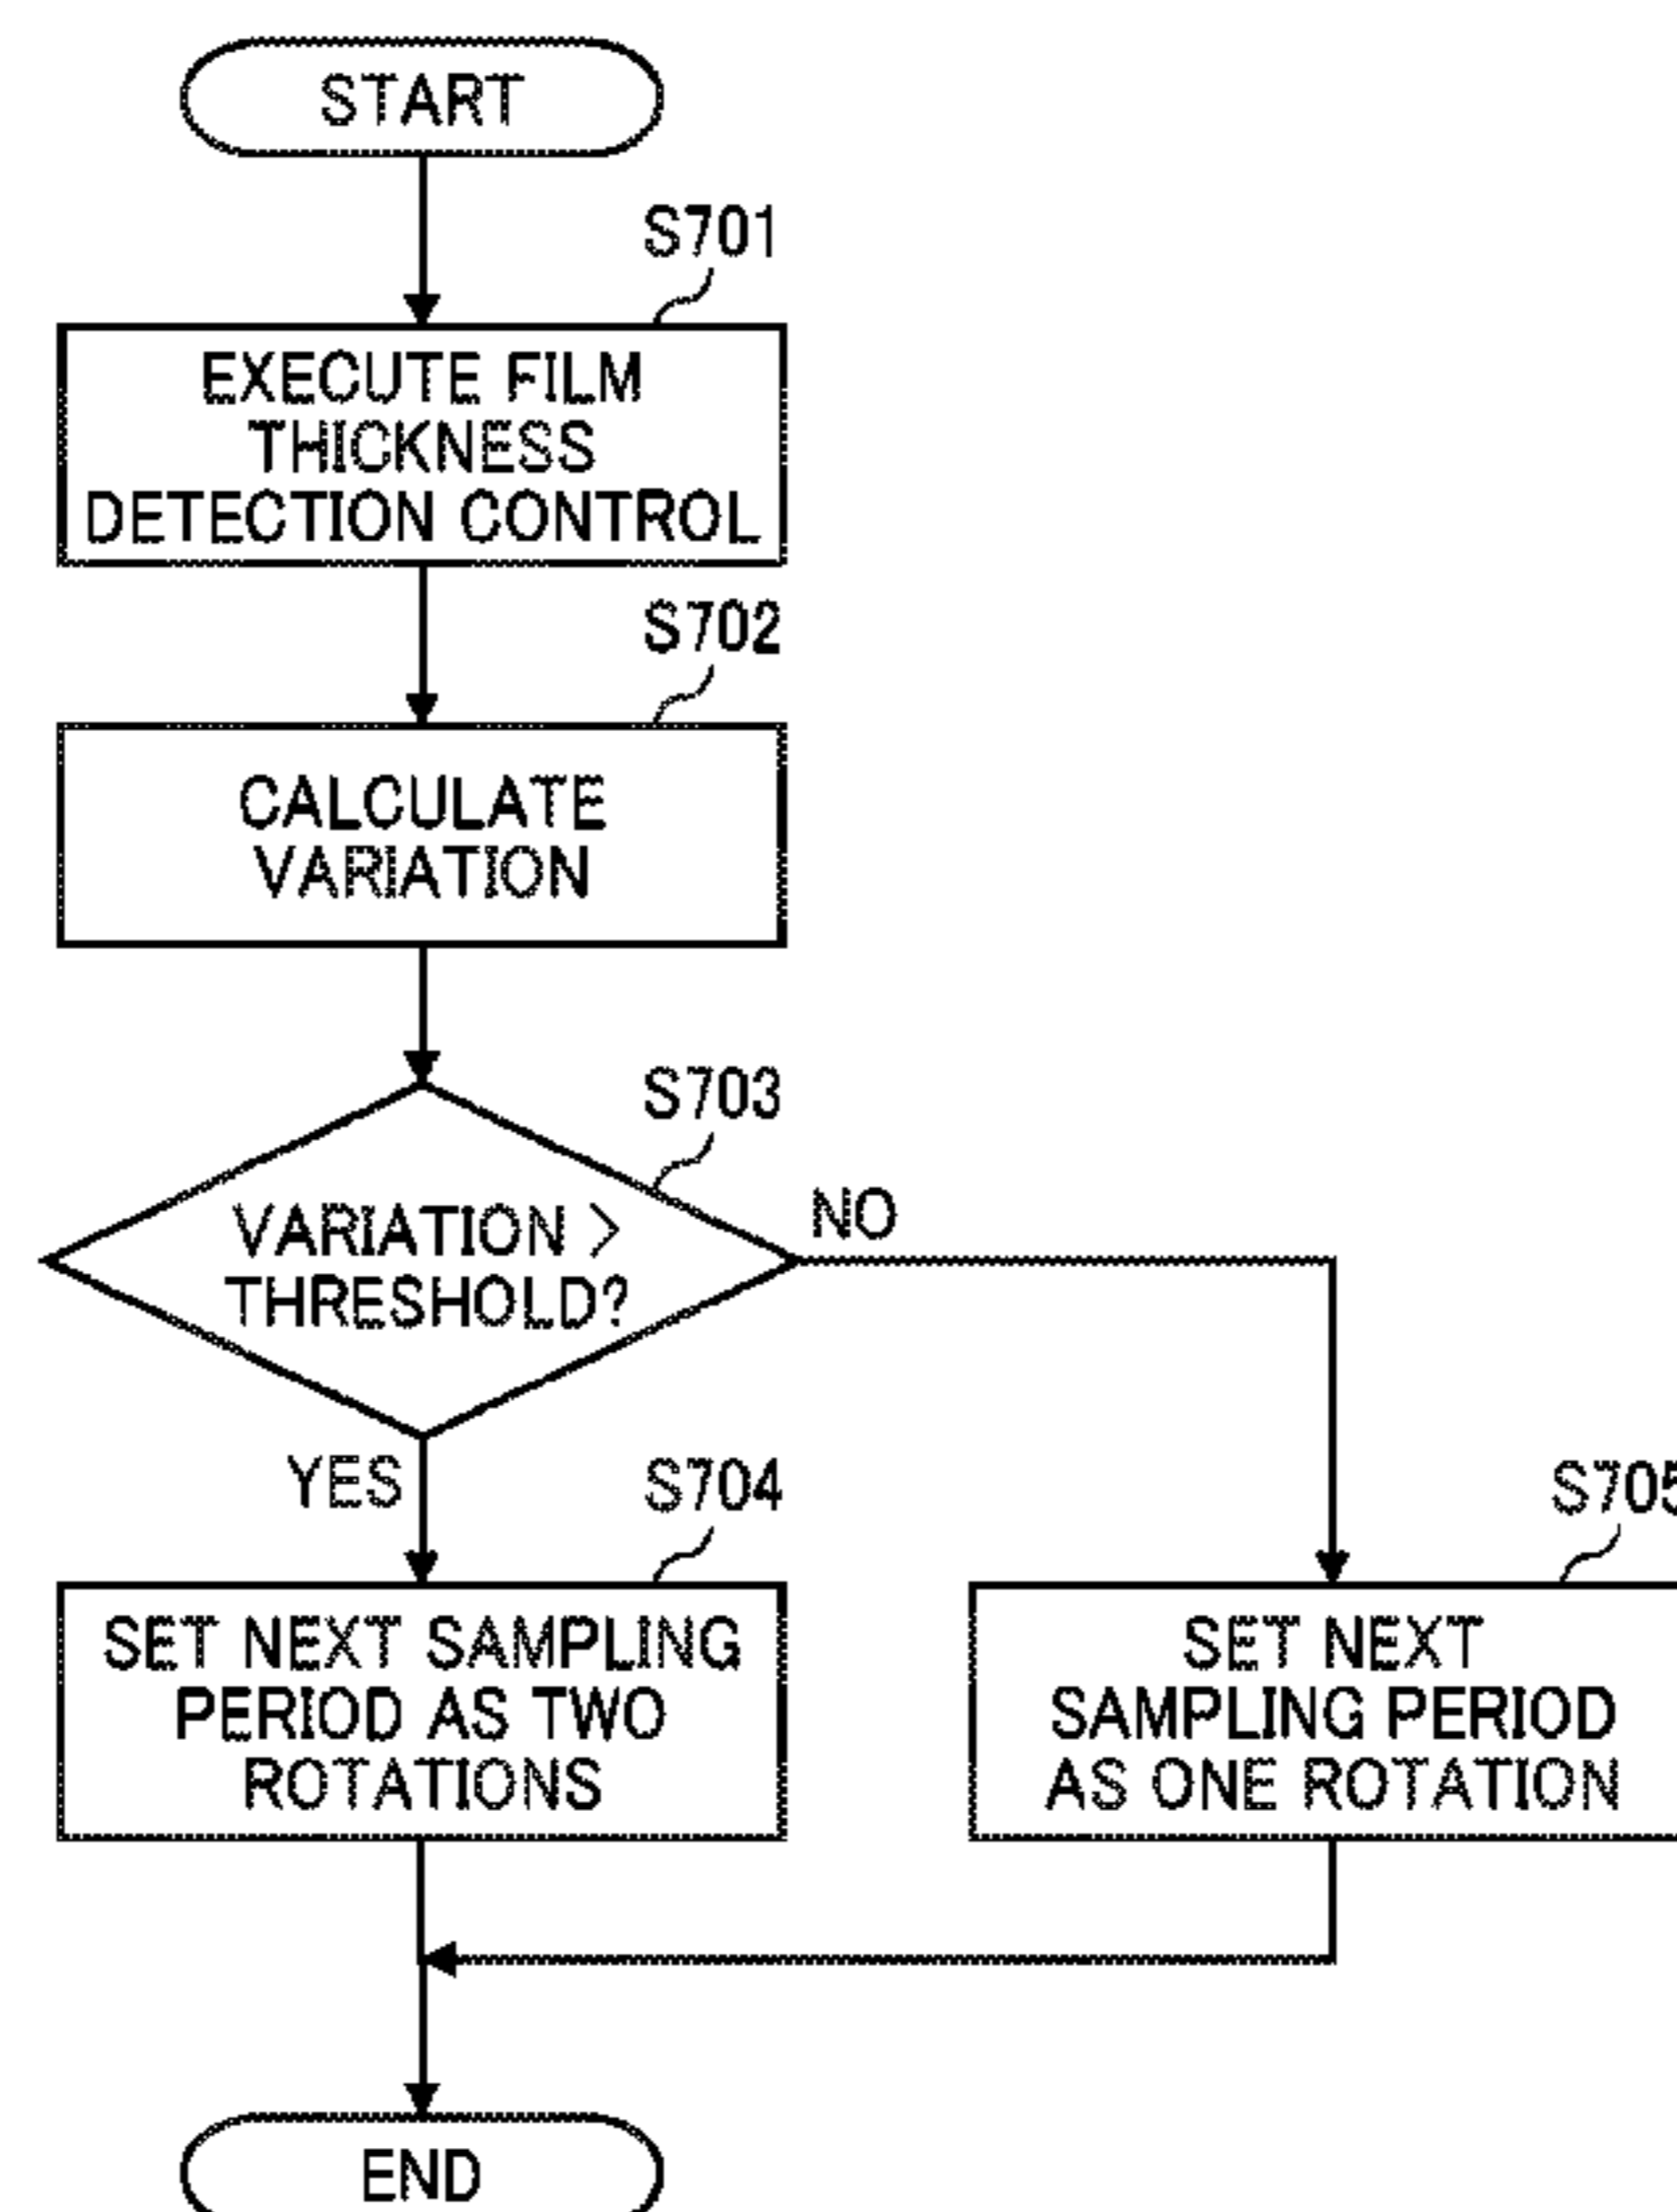 START
S701
EXECUTE FILM
THICKNESS
DETECTION CONTROL
S702
CALCULATE
VARIATION
S703
VARIATION >
THRESHOLD?
NO
YES
S704
SET NEXT SAMPLING
PERIOD AS TWO
ROTATIONS
S705
SET NEXT
SAMPLING PERIOD
AS ONE ROTATION
END